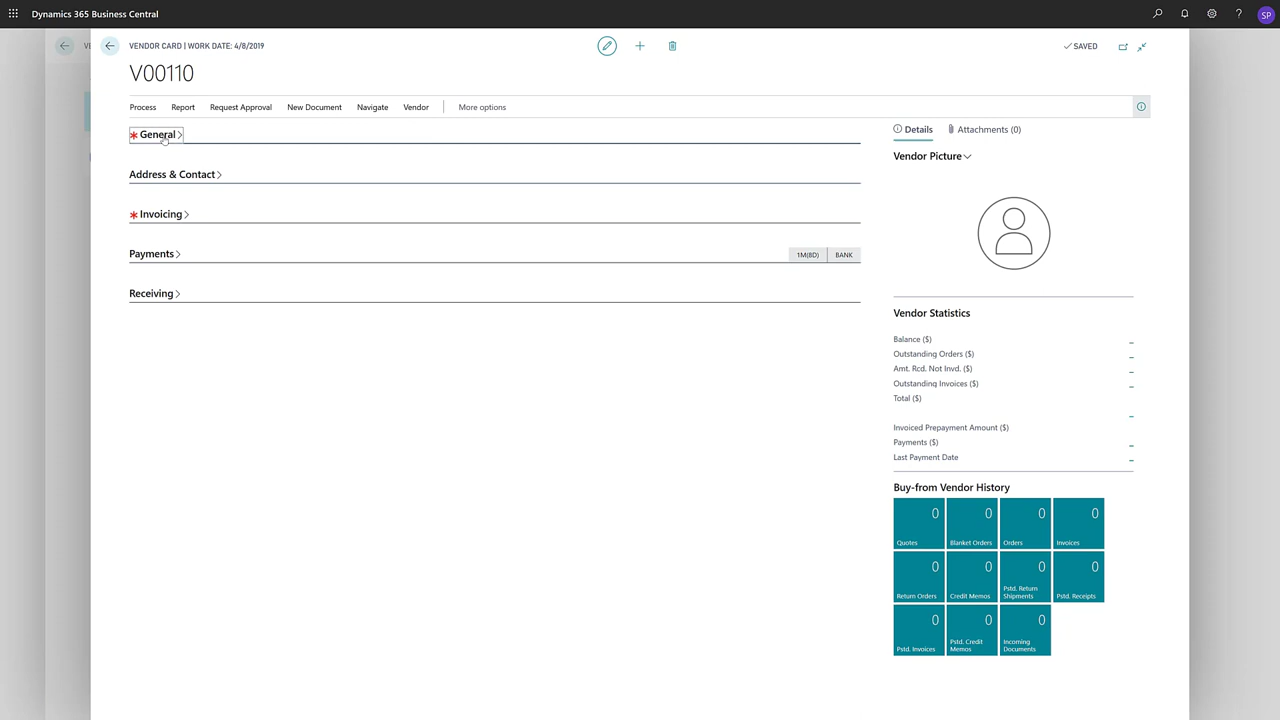 Dynamics 365 Business Central
?
SP
VENDOR CARD | WORK DATE: 4/8/2019
SAVED
V00110
Process
Report
Request Approval
New Document
Navigate
Vendor
More options
* General
Address & Contact
* Invoicing
Payments
1M(8D)
BANK
Receiving
Details
Attachments (0)
Vendor Picture
Vendor Statistics
Balance ($) _
Outstanding Orders ($) _
Amt. Rcd. Not Invd. ($) _
Outstanding Invoices ($) _
Total ($) _
Invoiced Prepayment Amount ($)
Payments ($) _
Last Payment Date _
Buy-from Vendor History
0
Quotes
0
Blanket Orders
0
Orders
0
Invoices
0
Return Orders
0
Credit Memos
0
Pstd. Return
Shipments
0
Pstd. Receipts
0
Pstd. Invoices
0
Pstd. Credit
Memos
0
Incoming
Documents